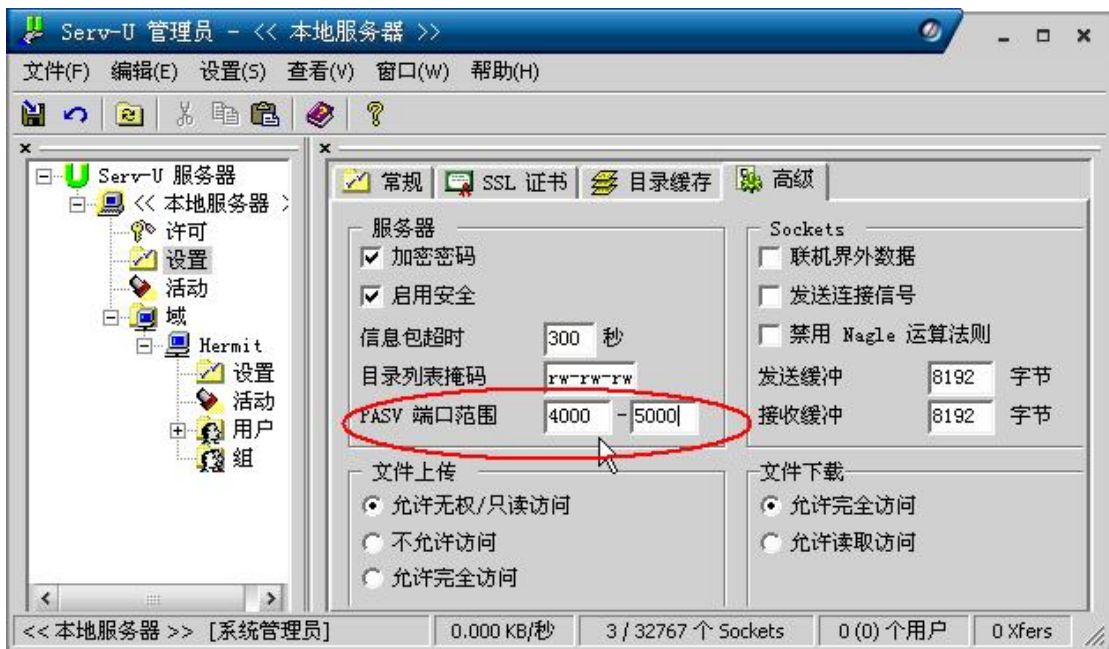 Serv-U 管理员 - << 本地服务器 >>
文件(F) 编辑(E) 设置(S) 查看(V) 窗口(W) 帮助(H)
Serv-U 服务器
<< 本地服务器
许可
设置
活动
域
Hermit
设置
活动
用户
组
常规 SSL 证书 目录缓存 高级
服务器
加密密码
启用安全
信息包超时 300 秒
目录列表掩码 rw-rw-rw
PASV 端口范围 4000 - 5000
Sockets
联机界外数据
发送连接信号
禁用 Nagle 运算法则
发送缓冲 8192 字节
接收缓冲 8192 字节
文件上传
允许无权/只读访问
不允许访问
允许完全访问
文件下载
允许完全访问
允许读取访问
<< 本地服务器 >> [系统管理员] 0.000 KB/秒 3 / 32767 个 Sockets 0 (0) 个用户 0 Xfers